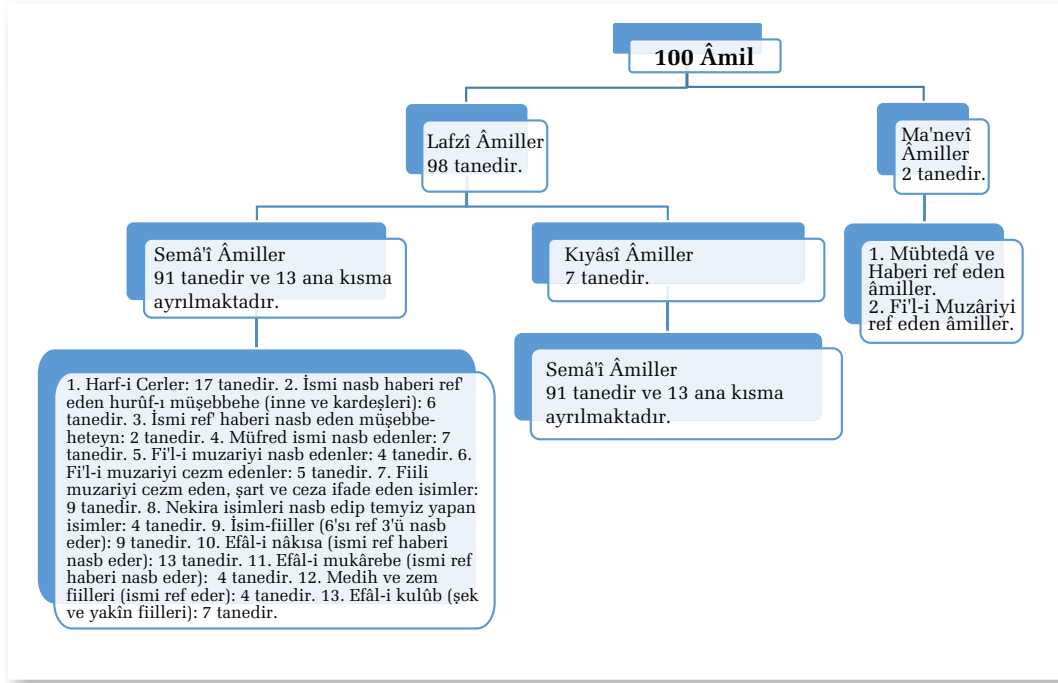 100 Âmil
Lafzî Âmiller
98 tanedir.
Ma'nevî
Âmiller
2 tanedir.
Semâ'î Âmiller
91 tanedir ve 13 ana kısma
ayrılmaktadır.
Kıyâsî Âmiller
7 tanedir.
1. Mübtedâ ve
Haberi ref eden
âmiller.
2. Fi'l-i Muzâriyi
ref eden âmiller.
1. Harf-i Cerler: 17 tanedir. 2. İsmi nasb haberi ref'
eden hurûf-ı müşebbehe (inne ve kardeşleri): 6
tanedir. 3. İsmi ref' haberi nasb eden müşebbe-
heteyn: 2 tanedir. 4. Müfred ismi nasb edenler: 7
tanedir. 5. Fi'l-i muzariyi nasb edenler: 4 tanedir. 6.
Fi'l-i muzariyi cezm edenler: 5 tanedir. 7. Fiili
muzariyi cezm eden, şart ve ceza ifade eden isimler:
9 tanedir. 8. Nekira isimleri nasb edip temyiz yapan
isimler: 4 tanedir. 9. İsim-fiiller (6'sı ref 3'ü nasb
eder): 9 tanedir. 10. Efâl-i nâkısa (ismi ref haberi
nasb eder): 13 tanedir. 11. Efâl-i mukârebe (ismi ref
haberi nasb eder):  4 tanedir. 12. Medih ve zem
fiilleri (ismi ref eder): 4 tanedir. 13. Efâl-i kulûb (şek
ve yakîn fiilleri): 7 tanedir.
Semâ'î Âmiller
91 tanedir ve 13 ana kısma
ayrılmaktadır.